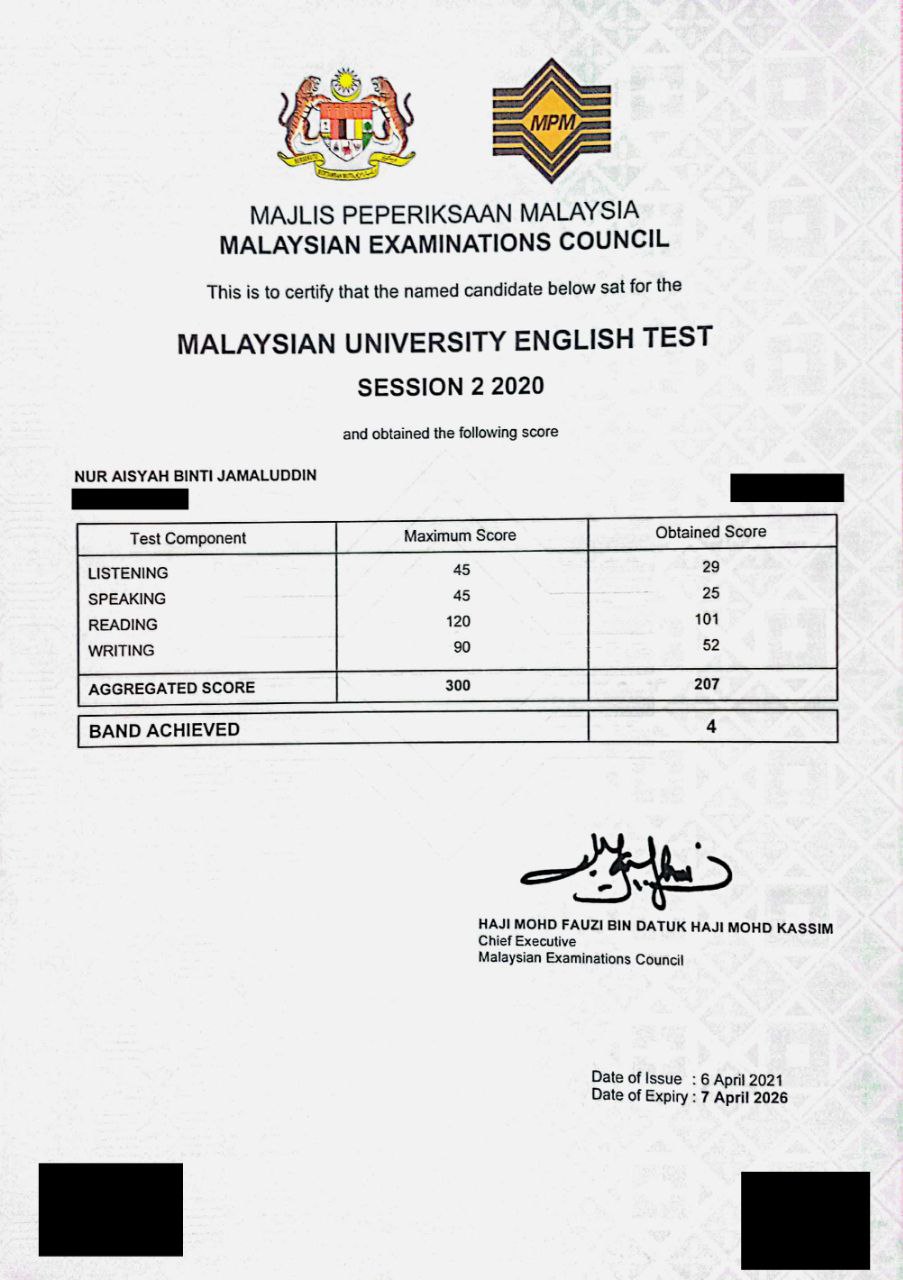 MPM
MAJLIS PEPERIKSAAN MALAYSIA
MALAYSIAN EXAMINATIONS COUNCIL
This is to certify that the named candidate below sat for the
MALAYSIAN UNIVERSITY ENGLISH TEST
SESSION 2 2020
and obtained the following score
NUR AISYAH BINTI JAMALUDDIN
Test Component Maximum Score Obtained Score
LISTENING 45 29
SPEAKING 45 25
READING 120 101
WRITING 90 52
AGGREGATED SCORE 300 207
BAND ACHIEVED 4
HAJI MOHD FAUZI BIN DATUK HAJI MOHD KASSIM
Chief Executive
Malaysian Examinations Council
Date of Issue : 6 April 2021
Date of Expiry : 7 April 2026